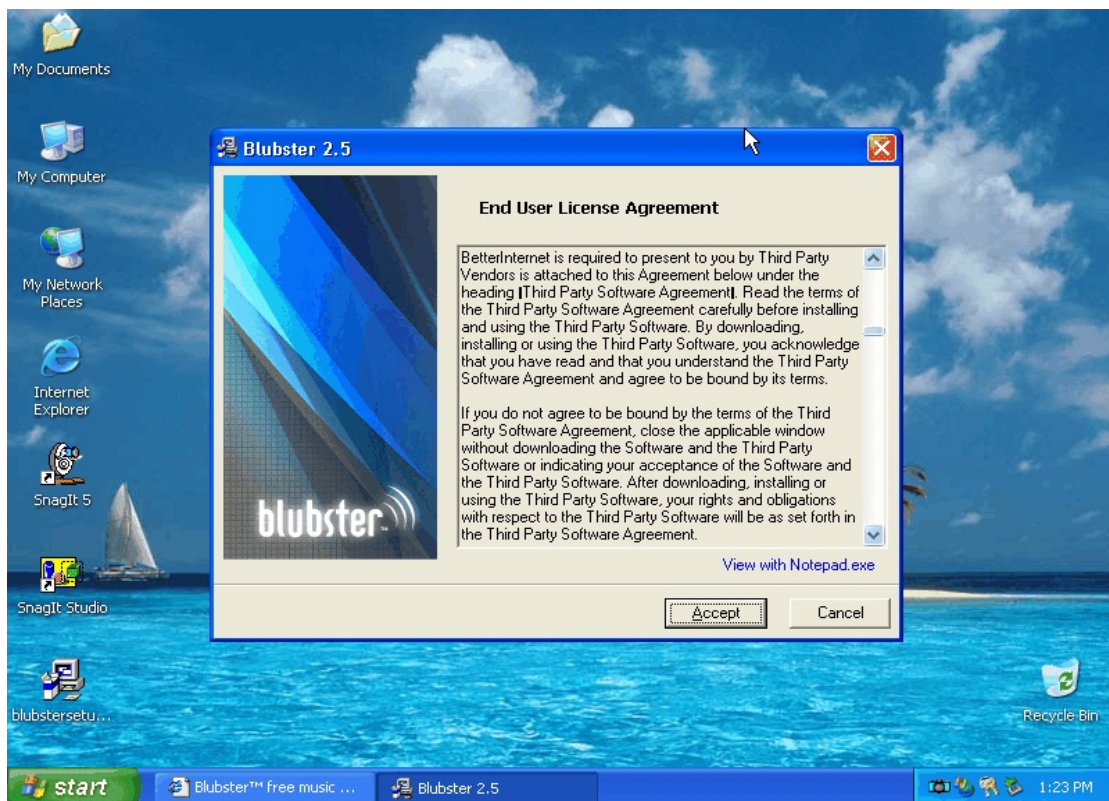 My Documents
My Computer
My Network
Places
Internet
Explorer
SnagIt 5
SnagIt Studio
blubstersetu...
Blubster 2.5
End User License Agreement
BetterInternet is required to present to you by Third Party
Vendors is attached to this Agreement below under the
heading |Third Party Software Agreement|. Read the terms of
the Third Party Software Agreement carefully before installing
and using the Third Party Software. By downloading,
installing or using the Third Party Software, you acknowledge
that you have read and that you understand the Third Party
Software Agreement and agree to be bound by its terms.
If you do not agree to be bound by the terms of the Third
Party Software Agreement, close the applicable window
without downloading the Software and the Third Party
Software or indicating your acceptance of the Software and
the Third Party Software. After downloading, installing or
using the Third Party Software, your rights and obligations
with respect to the Third Party Software will be as set forth in
the Third Party Software Agreement.
blubster™
View with Notepad.exe
Accept
Cancel
Recycle Bin
start
Blubster™ free music ...
Blubster 2.5
1:23 PM